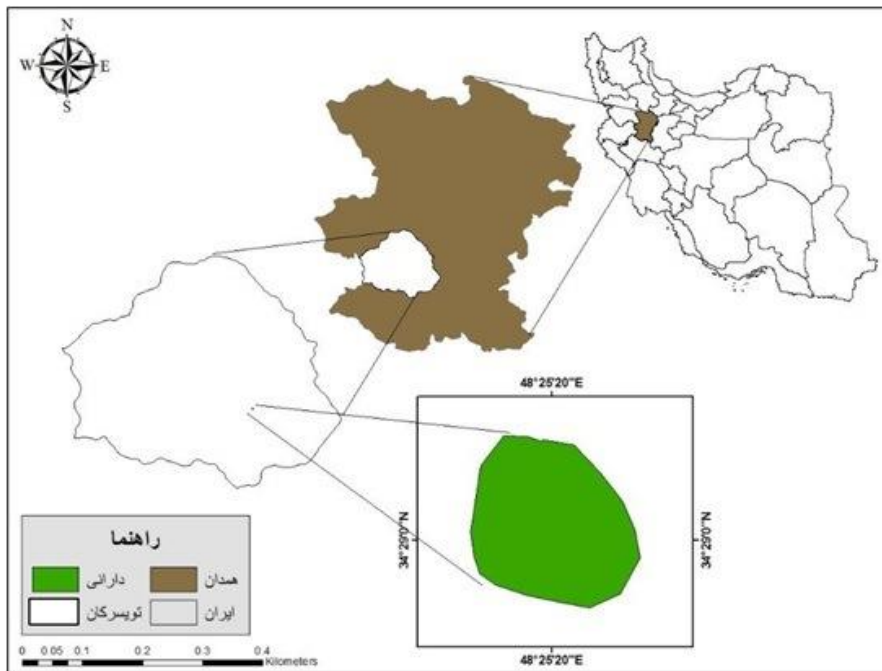 N
W E
S
48°25'20"E
34°29'0"N
34°29'0"N
48°25'20"E
راهنما
همدان دارانی
ایران تویسرکان
0 0.05 0.1 0.2 0.3 0.4
Kilometers